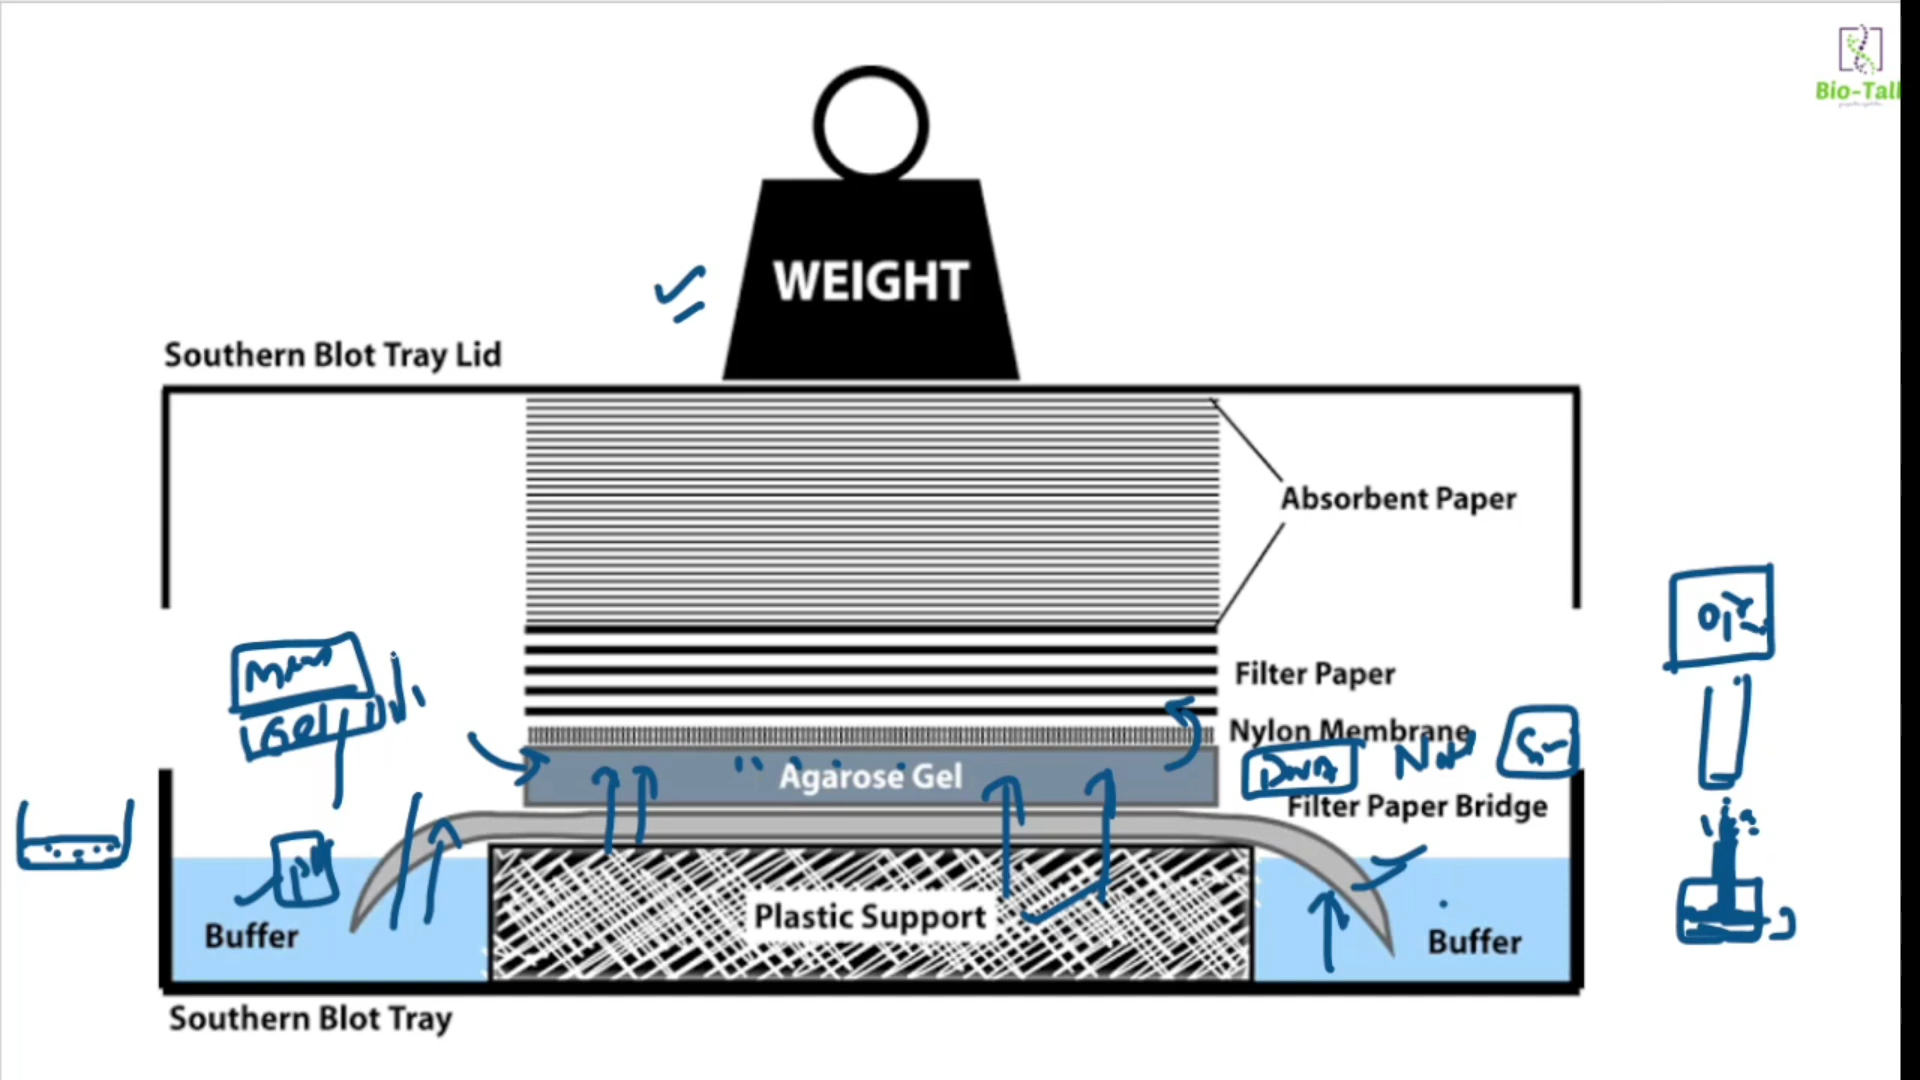 Bio-Tal
WEIGHT
Southern Blot Tray Lid
Absorbent Paper
Filter Paper
Nylon Membrane
Gel
Agarose Gel
DNA
Filter Paper Bridge
Plastic Support
Buffer
Buffer
Southern Blot Tray